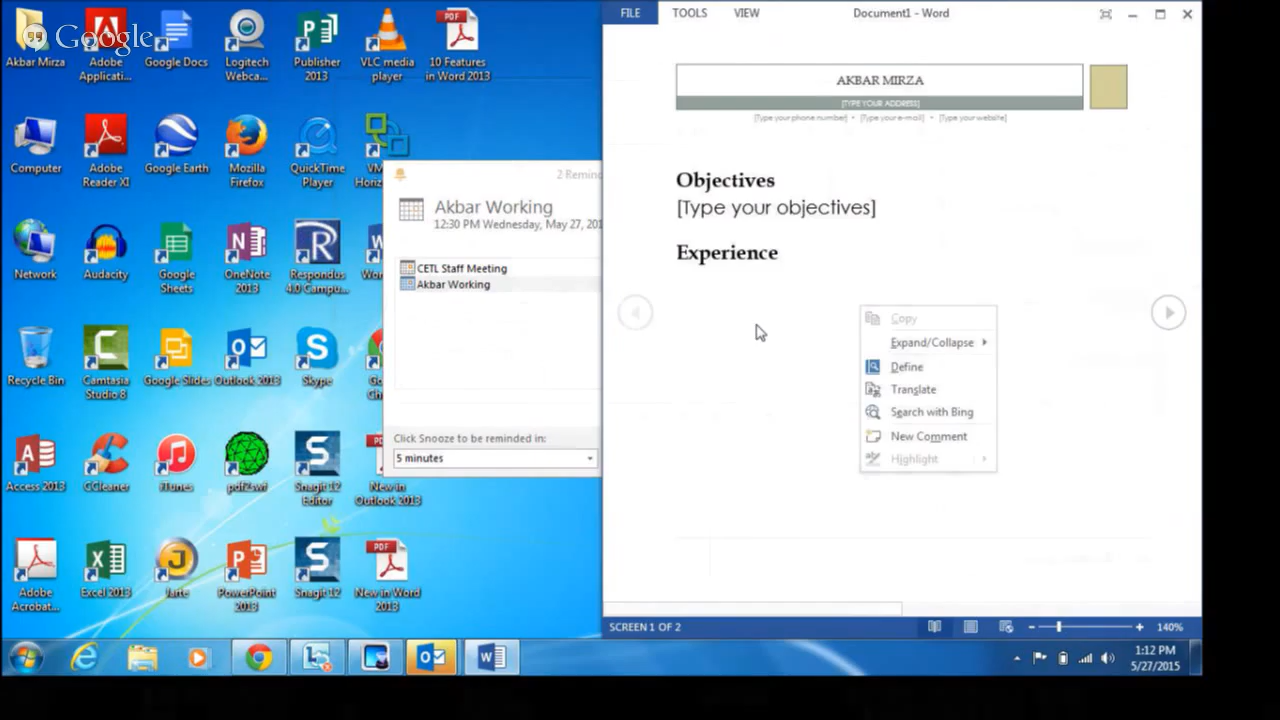 Google
Akbar Mirza
Adobe
Applicati...
Google Docs
Logitech
Webca...
Publisher
2013
VLC media
player
10 Features
in Word 2013
Computer
Adobe
Reader XI
Google Earth
Mozilla
Firefox
QuickTime
Player
VM
Horiz
Network
Audacity
Google
Sheets
OneNote
2013
Respondus
4.0 Campu...
Wor
Recycle Bin
Camtasia
Studio 8
Google Slides
Outlook 2013
Skype
Go
Ch
Access 2013
CCleaner
iTunes
pdf2swf
Snagit 12
Editor
New in
Outlook 2013
Adobe
Acrobat...
Excel 2013
Jarte
PowerPoint
2013
Snagit 12
New in Word
2013
2 Remind
Akbar Working
12:30 PM Wednesday, May 27, 201
CETL Staff Meeting
Akbar Working
Click Snooze to be reminded in:
5 minutes
FILE TOOLS VIEW Document1 - Word
AKBAR MIRZA
[TYPE YOUR ADDRESS]
[Type your phone number] • [Type your e-mail] • [Type your website]
Objectives
[Type your objectives]
Experience
Copy
Expand/Collapse
Define
Translate
Search with Bing
New Comment
Highlight
SCREEN 1 OF 2
140%
1:12 PM
5/27/2015